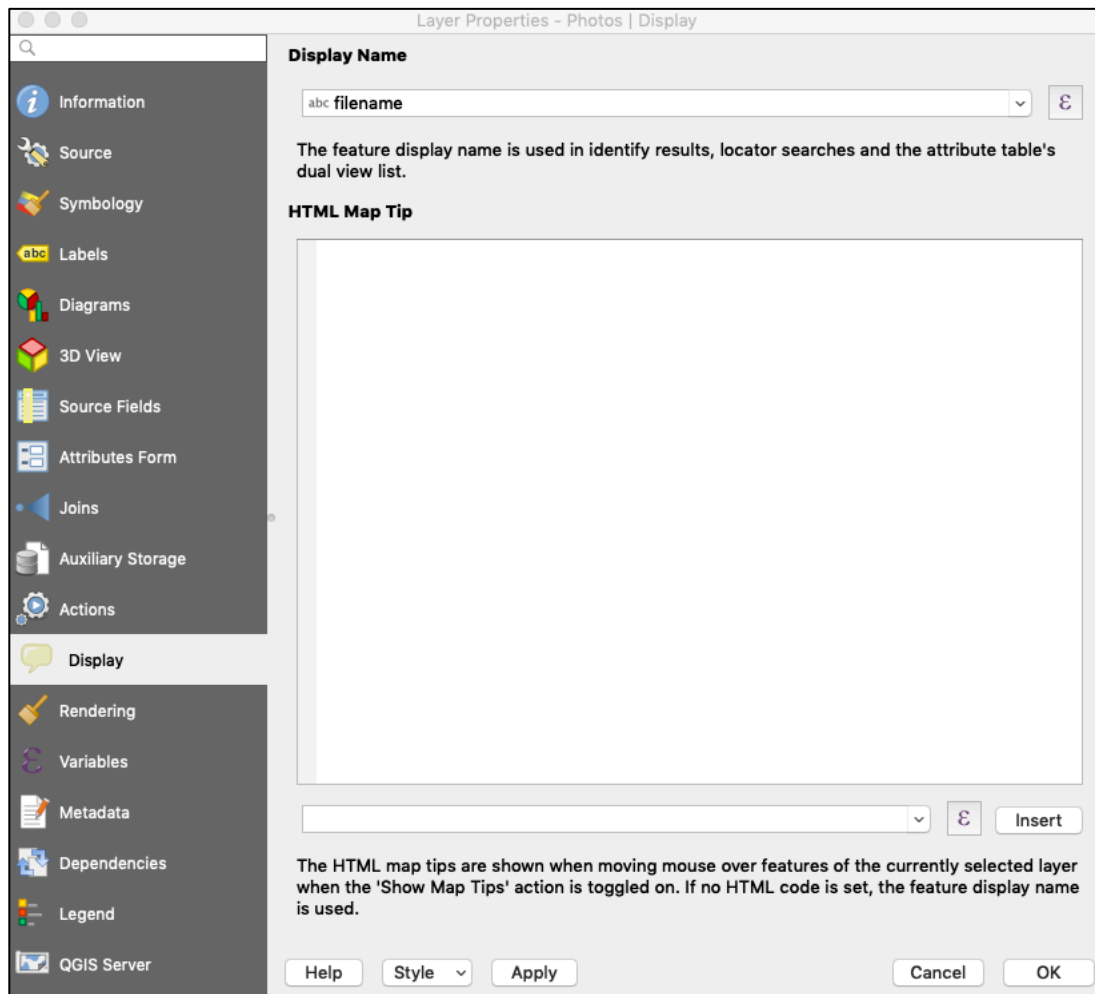 Layer Properties - Photos | Display
Information
Source
Symbology
abc Labels
Diagrams
3D View
Source Fields
Attributes Form
Joins
Auxiliary Storage
Actions
Display
Rendering
Variables
Metadata
Dependencies
Legend
QGIS Server
Display Name
abc filename
ε
The feature display name is used in identify results, locator searches and the attribute table's
dual view list.
HTML Map Tip
ε
Insert
The HTML map tips are shown when moving mouse over features of the currently selected layer
when the 'Show Map Tips' action is toggled on. If no HTML code is set, the feature display name
is used.
Help
Style
Apply
Cancel
OK